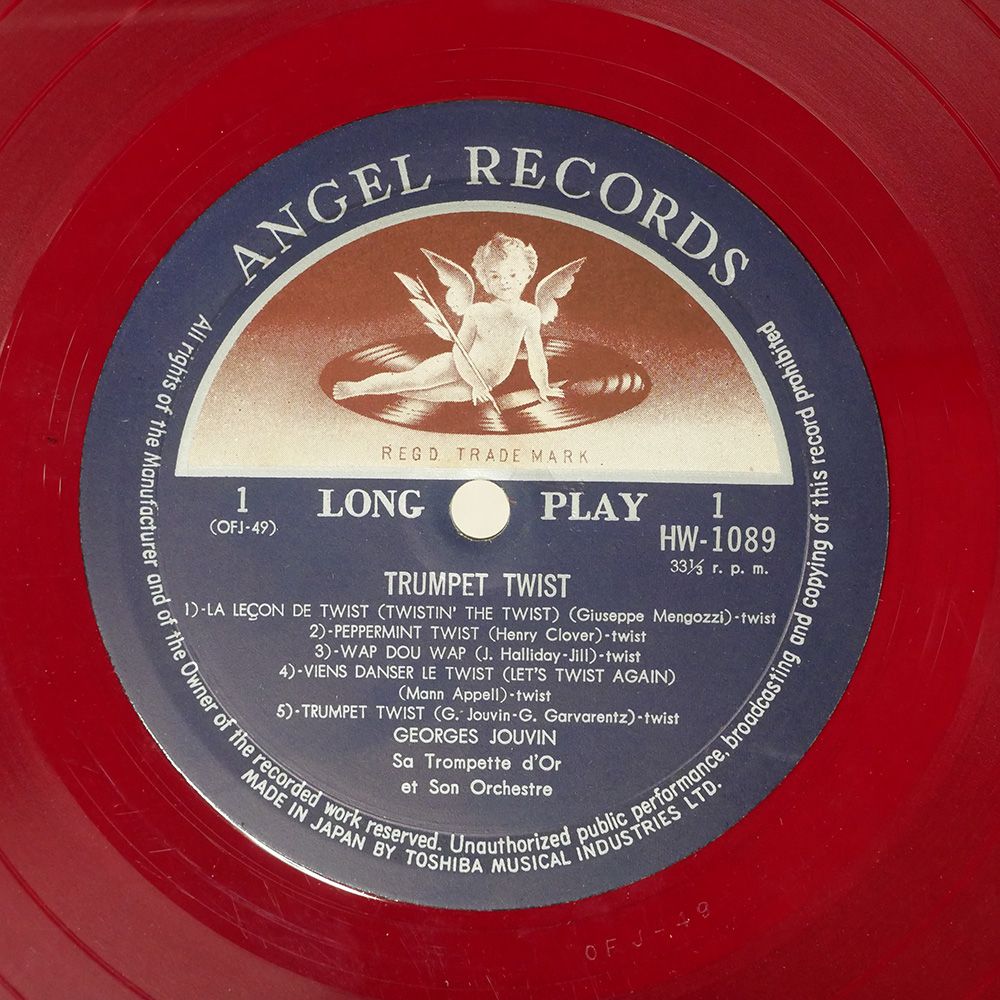 ANGEL RECORDS
REGD TRADE MARK
1 LONG PLAY 1
(OFJ-49) HW-1089
33⅓ r. p. m.
TRUMPET TWIST
1)-LA LEÇON DE TWIST (TWISTIN' THE TWIST) (Giuseppe Mengozzi)-twist
2)-PEPPERMINT TWIST (Henry Clover)-twist
3)-WAP DOU WAP (J. Halliday-Jill)-twist
4)-VIENS DANSER LE TWIST (LET'S TWIST AGAIN)
(Mann Appell)-twist
5)-TRUMPET TWIST (G. Jouvin-G. Garvarentz)-twist
GEORGES JOUVIN
Sa Trompette d'Or
et Son Orchestre
All rights of the Manufacturer and of the Owner of the recorded work reserved. Unauthorized public performance, broadcasting and copying of this record prohibited
MADE IN JAPAN BY TOSHIBA MUSICAL INDUSTRIES LTD.
OFJ-49